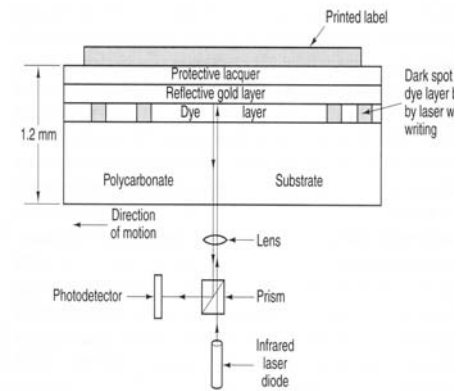 Printed label
Protective lacquer
Reflective gold layer
Dye layer
Dark spot
dye layer
by laser
writing
1.2 mm
Polycarbonate
Substrate
Direction
of motion
Lens
Photodetector
Prism
Infrared
laser
diode